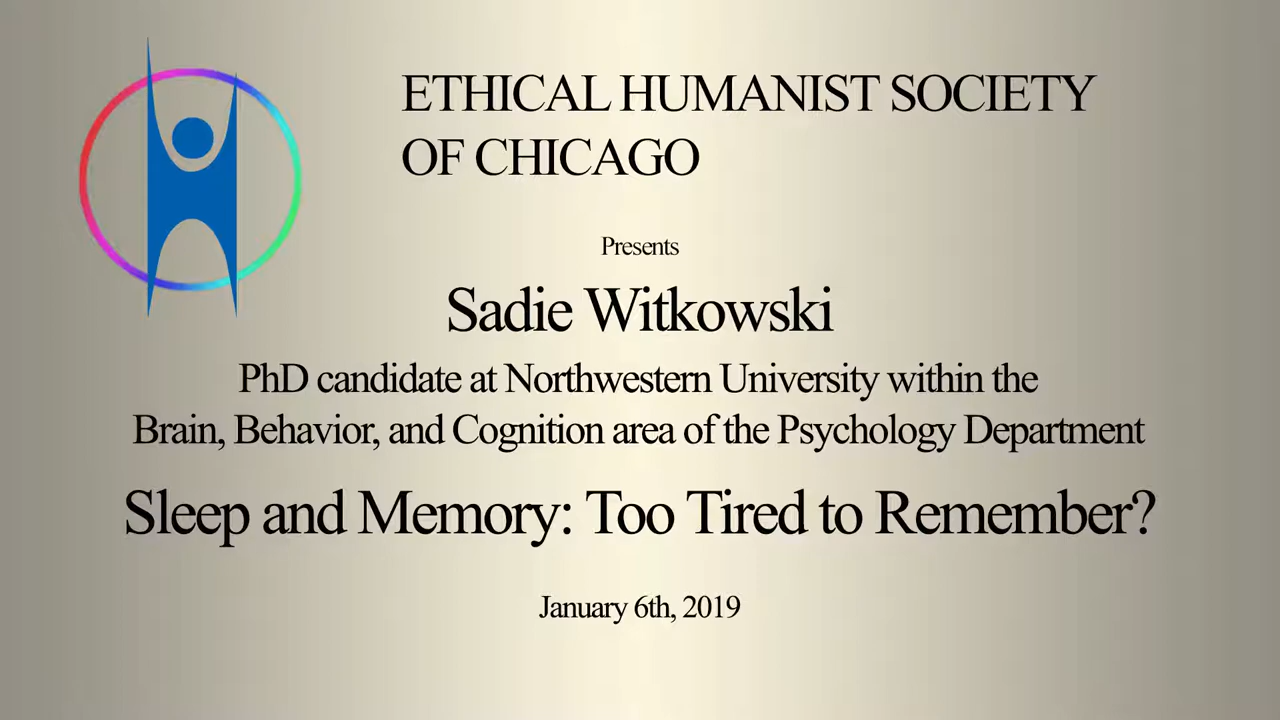 ETHICAL HUMANIST SOCIETY
OF CHICAGO
Presents
Sadie Witkowski
PhD candidate at Northwestern University within the
Brain, Behavior, and Cognition area of the Psychology Department
Sleep and Memory: Too Tired to Remember?
January 6th, 2019